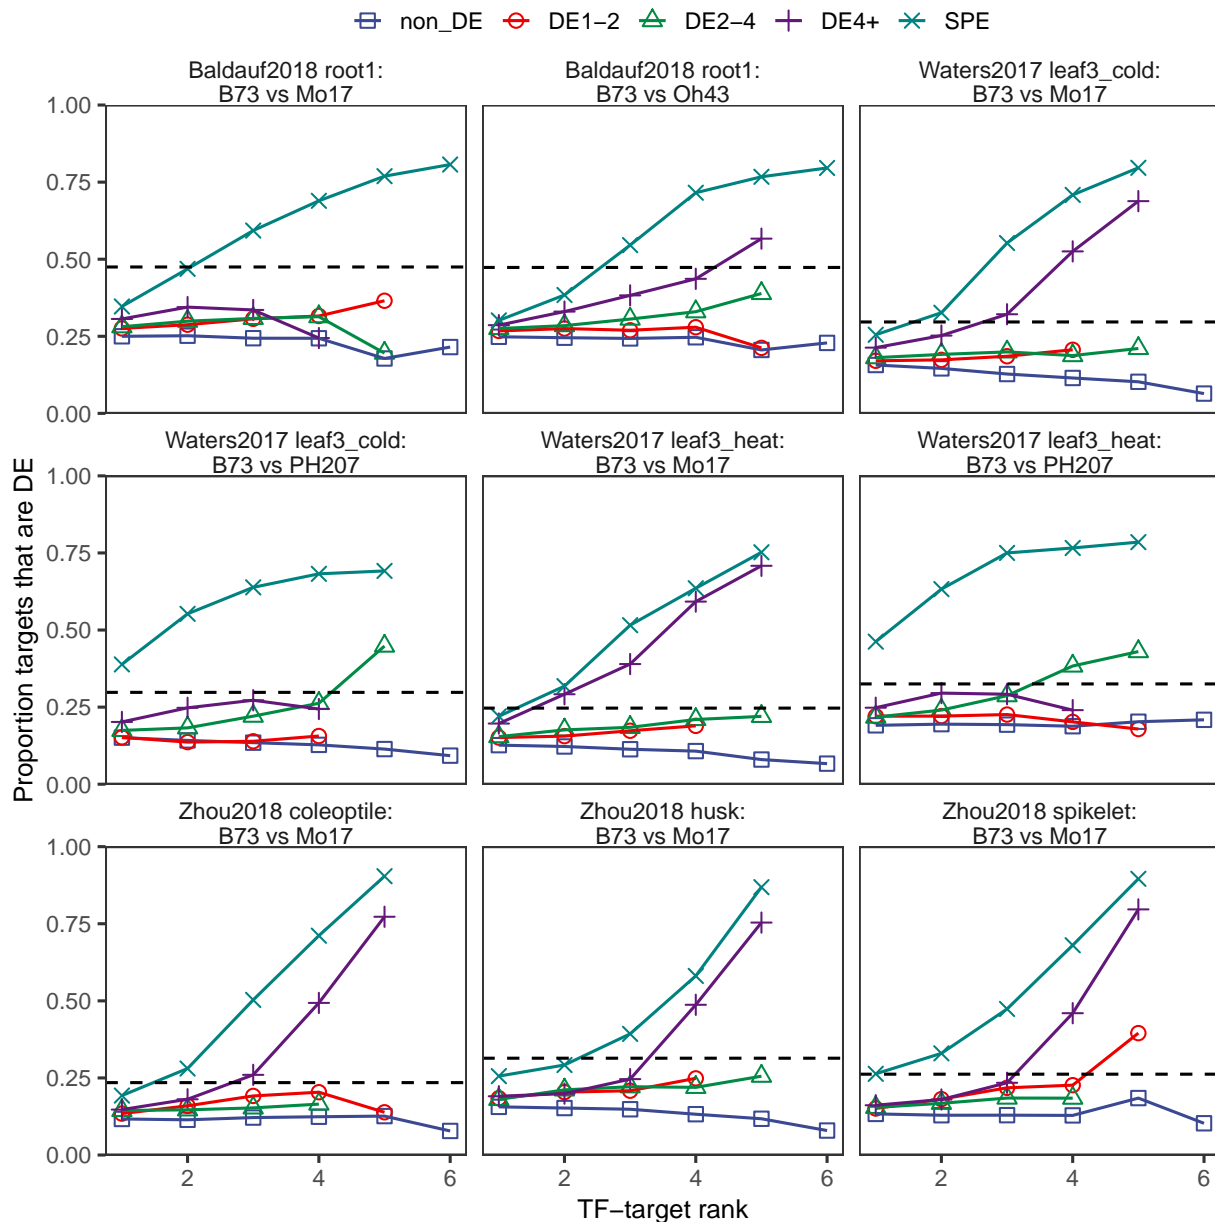 non_DE DE1−2 DE2−4 DE4+ SPE
Baldauf2018 root1:
B73 vs Mo17
Baldauf2018 root1:
B73 vs Oh43
Waters2017 leaf3_cold:
B73 vs Mo17
1.00
0.75
0.50
0.25
0.00
Waters2017 leaf3_cold:
B73 vs PH207
Waters2017 leaf3_heat:
B73 vs Mo17
Waters2017 leaf3_heat:
B73 vs PH207
1.00
0.75
0.50
0.25
0.00
Proportion targets that are DE
Zhou2018 coleoptile:
B73 vs Mo17
Zhou2018 husk:
B73 vs Mo17
Zhou2018 spikelet:
B73 vs Mo17
1.00
0.75
0.50
0.25
0.00
2 4 6 2 4 6 2 4 6
TF−target rank